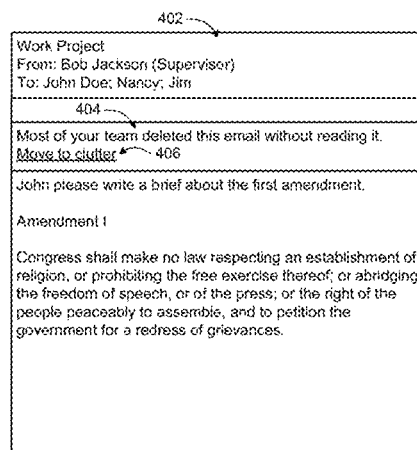 402
Work Project
From: Bob Jackson (Supervisor)
To: John Doe; Nancy; Jim
404
Most of your team deleted this email without reading it.
Move to clutter 406
John please write a brief about the first amendment.
Amendment I
Congress shall make no law respecting an establishment of
religion, or prohibiting the free exercise thereof; or abridging
the freedom of speech, or of the press; or the right of the
people peaceably to assemble, and to petition the
government for a redress of grievances.